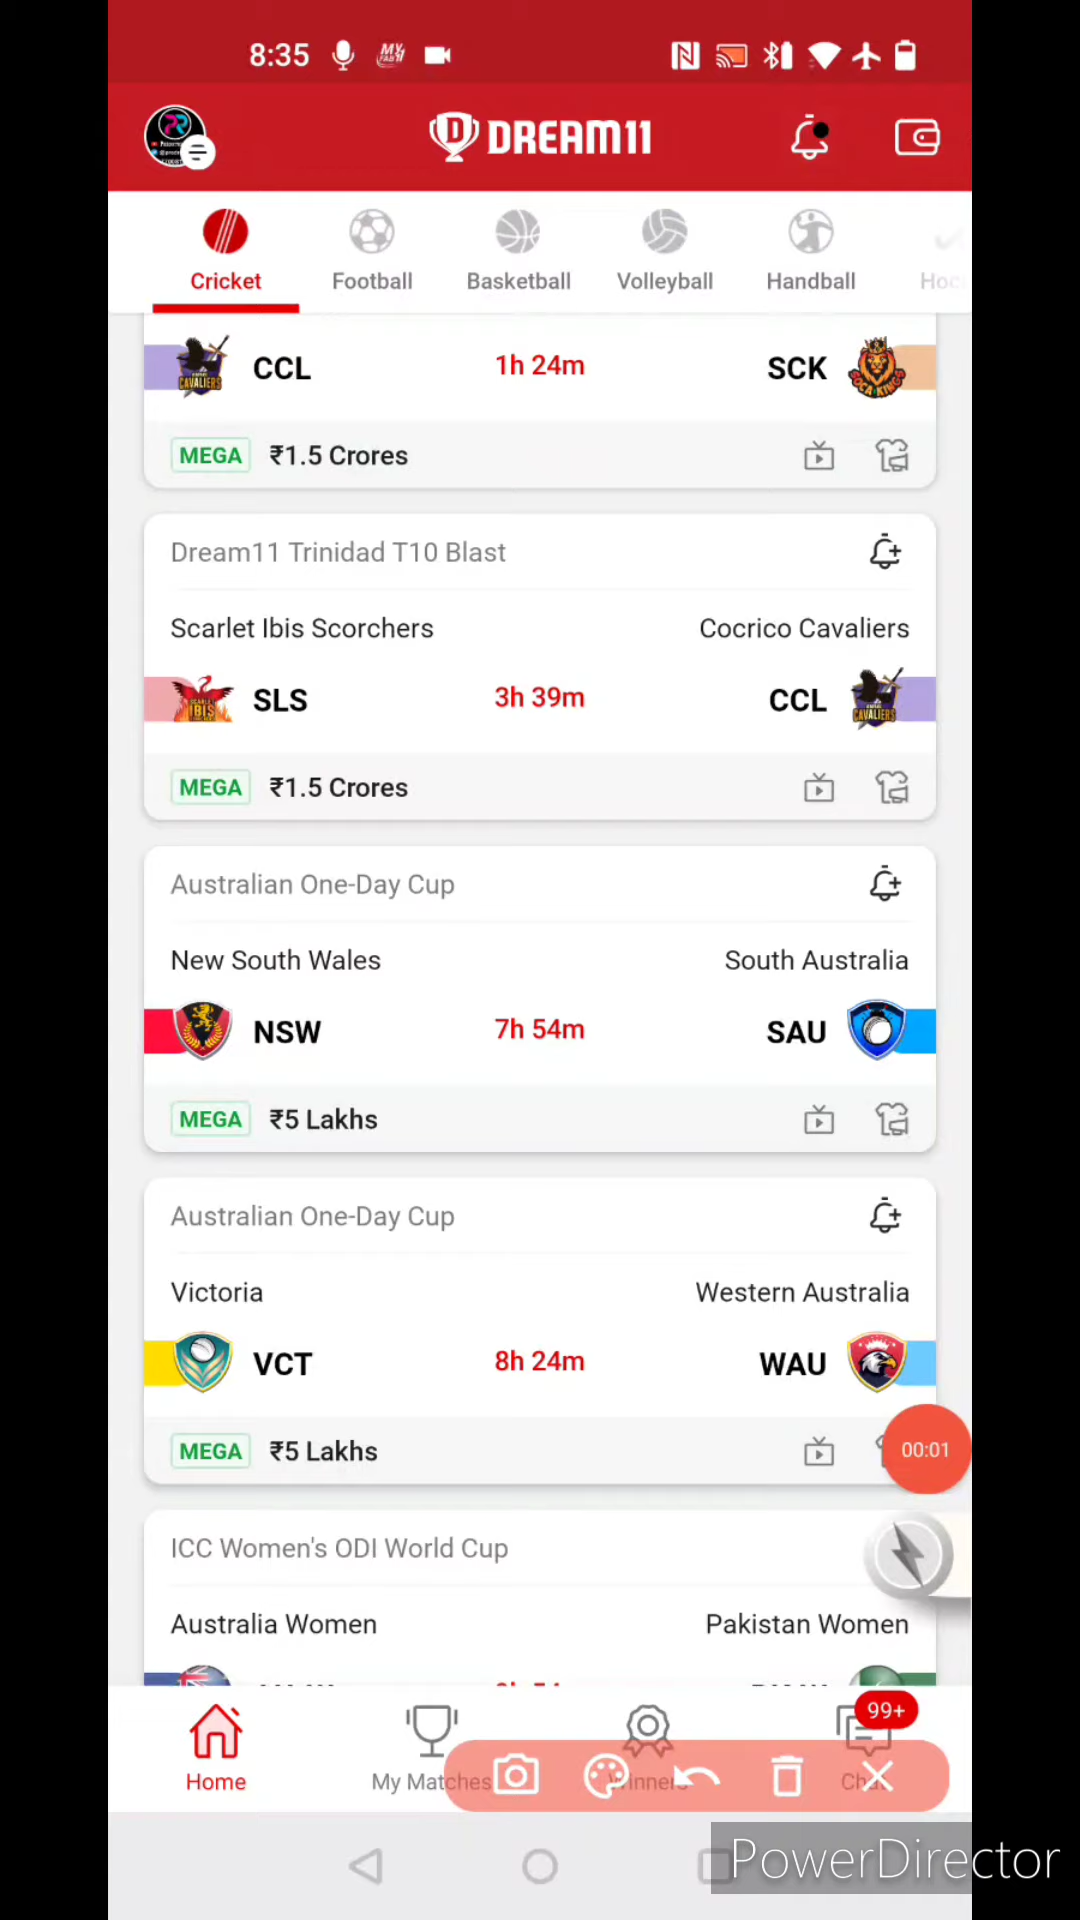 8:35
DREAM11
Cricket
Football
Basketball
Volleyball
Handball
CCL
1h 24m
SCK
MEGA ₹1.5 Crores
Dream11 Trinidad T10 Blast
Scarlet Ibis Scorchers
Cocrico Cavaliers
SLS
3h 39m
CCL
MEGA ₹1.5 Crores
Australian One-Day Cup
New South Wales
South Australia
NSW
7h 54m
SAU
MEGA ₹5 Lakhs
Australian One-Day Cup
Victoria
Western Australia
VCT
8h 24m
WAU
MEGA ₹5 Lakhs
00:01
ICC Women's ODI World Cup
Australia Women
Pakistan Women
99+
Home
My Matches
Winners
PowerDirector